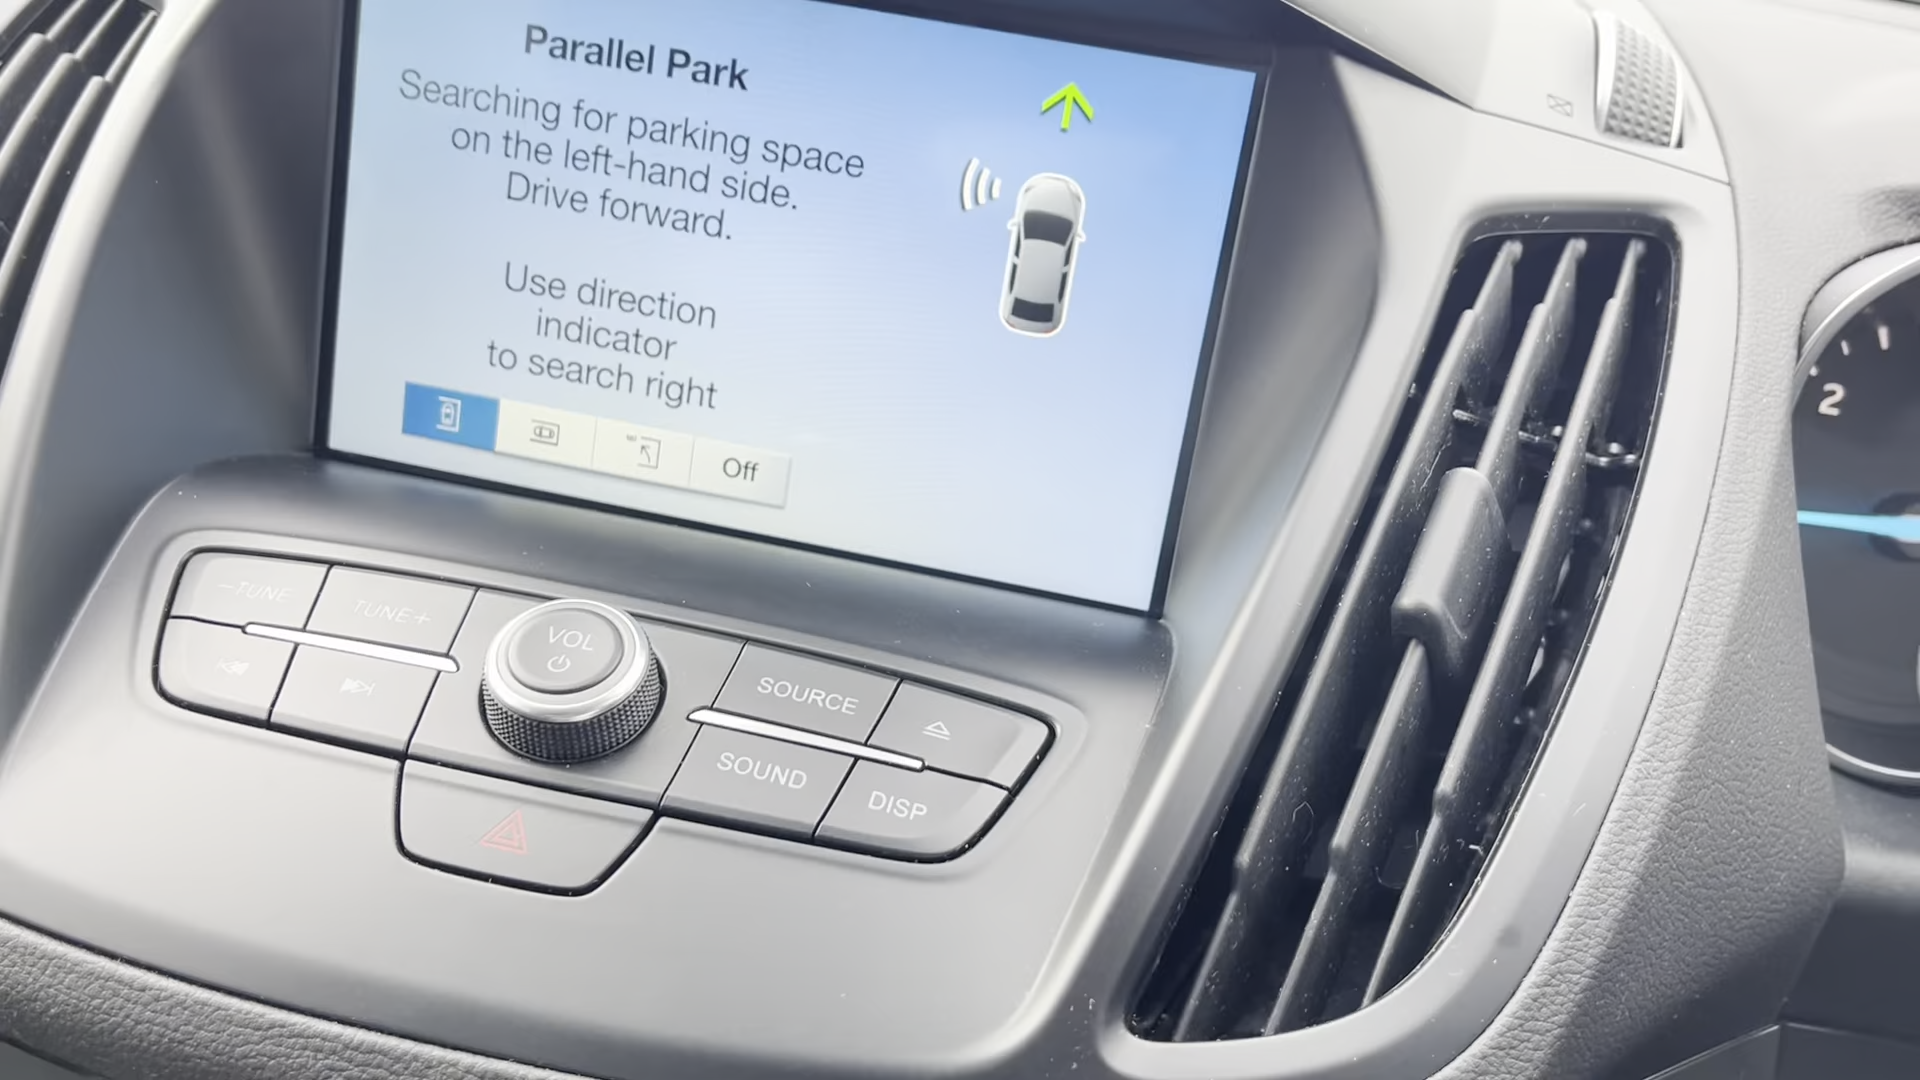 Parallel Park
Searching for parking space
on the left-hand side.
Drive forward.
Use direction
indicator
to search right
Off
2
-TUNE
TUNE+
VOL
SOURCE
SOUND
DISP